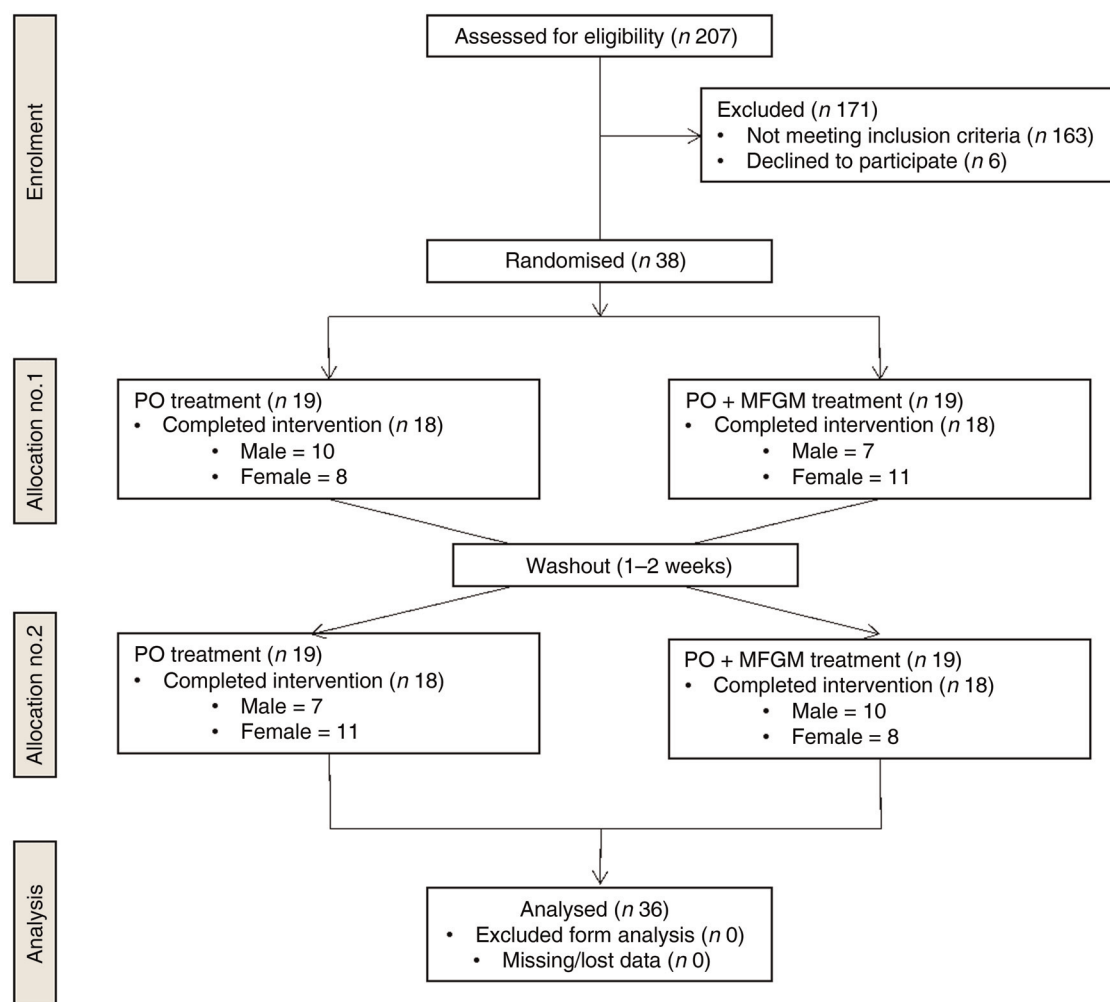 Enrolment
Assessed for eligibility (n 207)
Excluded (n 171)
• Not meeting inclusion criteria (n 163)
• Declined to participate (n 6)
Randomised (n 38)
Allocation no.1
PO treatment (n 19)
• Completed intervention (n 18)
• Male = 10
• Female = 8
PO + MFGM treatment (n 19)
• Completed intervention (n 18)
• Male = 7
• Female = 11
Washout (1–2 weeks)
Allocation no.2
PO treatment (n 19)
• Completed intervention (n 18)
• Male = 7
• Female = 11
PO + MFGM treatment (n 19)
• Completed intervention (n 18)
• Male = 10
• Female = 8
Analysis
Analysed (n 36)
• Excluded form analysis (n 0)
• Missing/lost data (n 0)